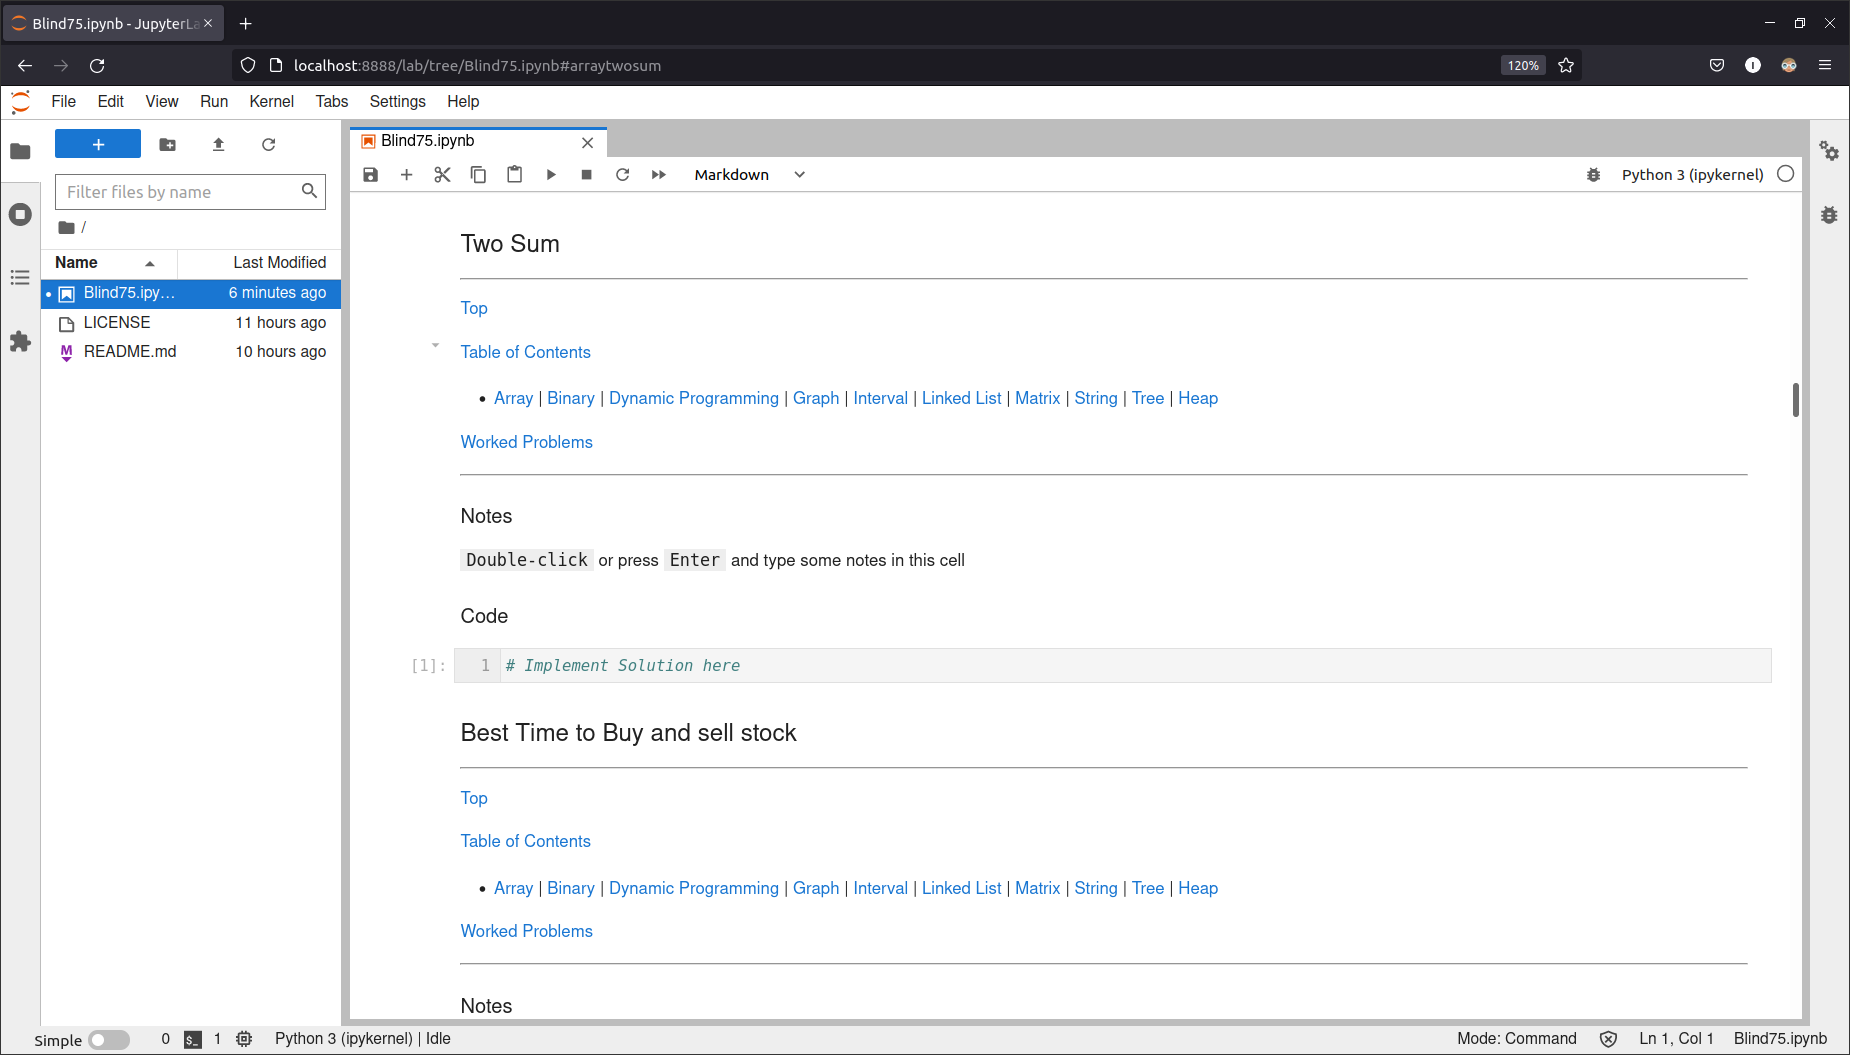 Blind75.ipynb - JupyterLa
localhost:8888/lab/tree/Blind75.ipynb#arraytwosum
120%
File Edit View Run Kernel Tabs Settings Help
Filter files by name
/
Name Last Modified
Blind75.ipy… 6 minutes ago
LICENSE 11 hours ago
README.md 10 hours ago
Blind75.ipynb
Markdown
Python 3 (ipykernel)
Two Sum
Top
Table of Contents
• Array | Binary | Dynamic Programming | Graph | Interval | Linked List | Matrix | String | Tree | Heap
Worked Problems
Notes
Double-click or press Enter and type some notes in this cell
Code
[1]: 1 # Implement Solution here
Best Time to Buy and sell stock
Top
Table of Contents
• Array | Binary | Dynamic Programming | Graph | Interval | Linked List | Matrix | String | Tree | Heap
Worked Problems
Notes
Simple 0 $_ 1 Python 3 (ipykernel) | Idle Mode: Command Ln 1, Col 1 Blind75.ipynb